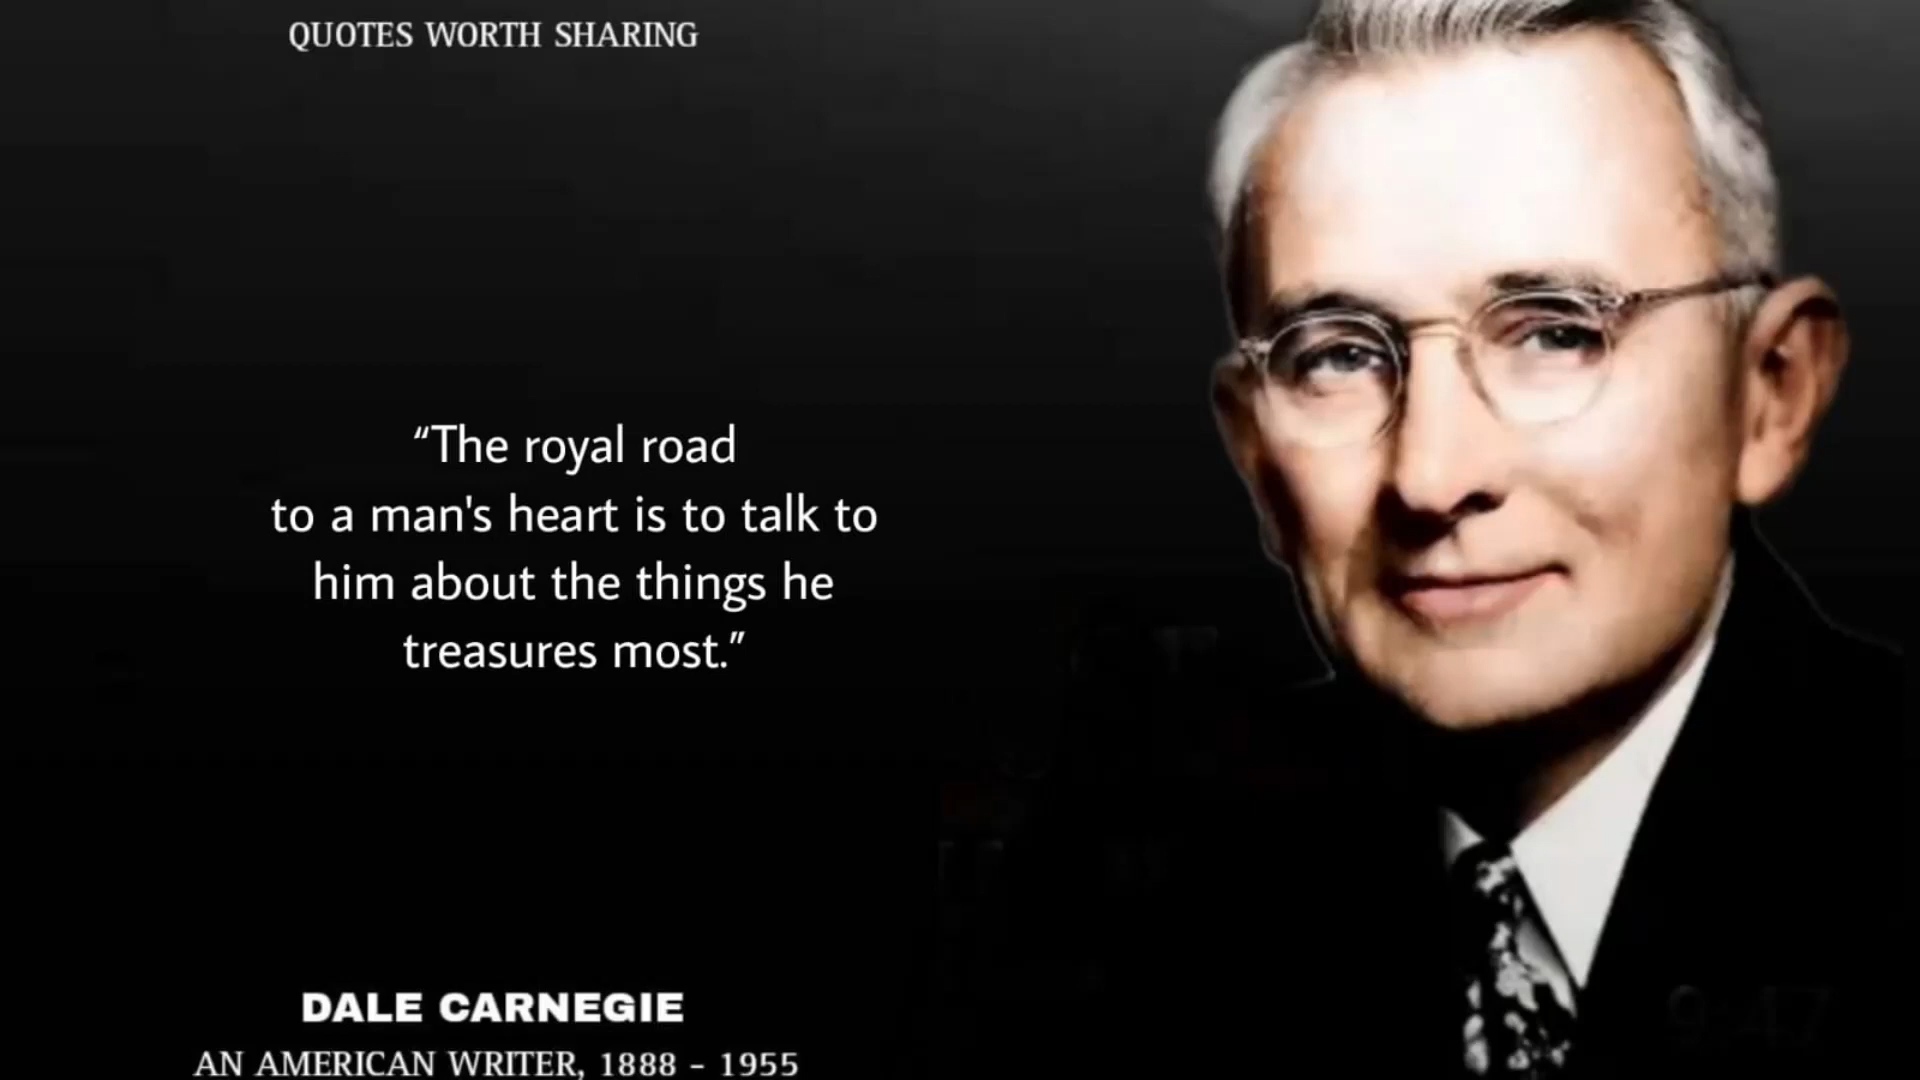 QUOTES WORTH SHARING
“The royal road
to a man's heart is to talk to
him about the things he
treasures most.”
DALE CARNEGIE
AN AMERICAN WRITER, 1888 – 1955